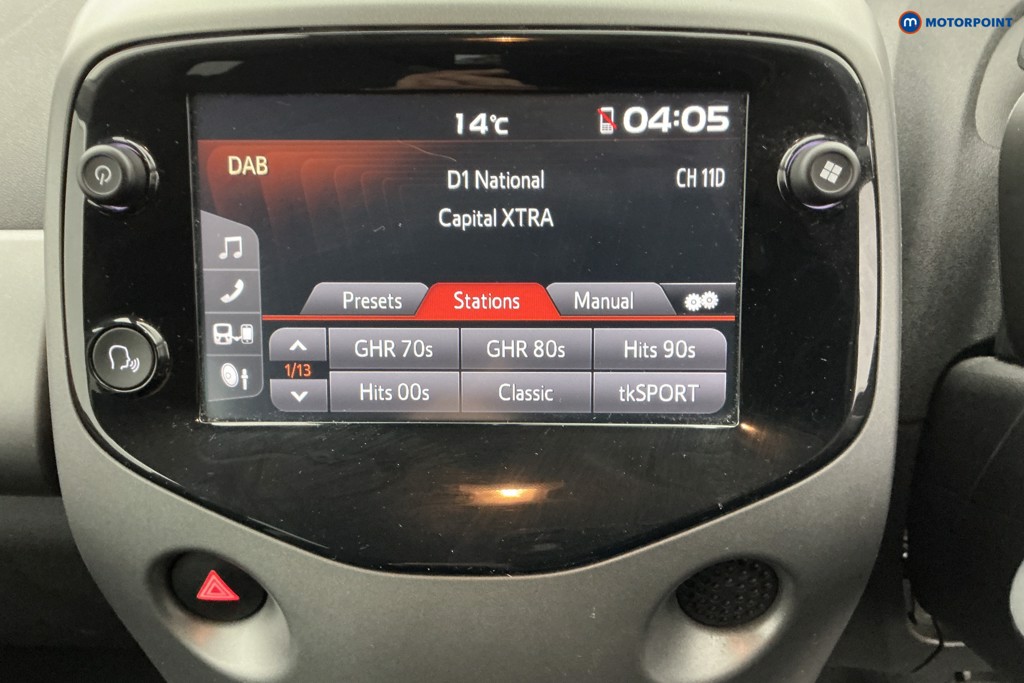 m MOTORPOINT
14°C 04:05
DAB
D1 National CH 11D
Capital XTRA
Presets Stations Manual
GHR 70s GHR 80s Hits 90s
1/13
Hits 00s Classic tkSPORT